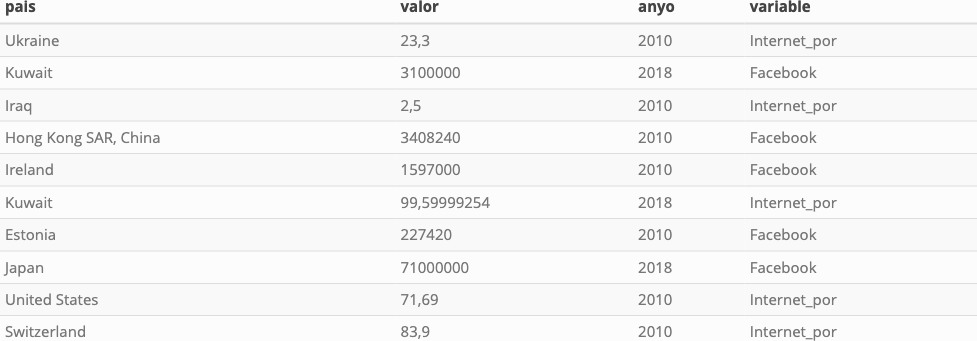 pais valor anyo variable
Ukraine 23,3 2010 Internet_por
Kuwait 3100000 2018 Facebook
Iraq 2,5 2010 Internet_por
Hong Kong SAR, China 3408240 2010 Facebook
Ireland 1597000 2010 Facebook
Kuwait 99,59999254 2018 Internet_por
Estonia 227420 2010 Facebook
Japan 71000000 2018 Facebook
United States 71,69 2010 Internet_por
Switzerland 83,9 2010 Internet_por